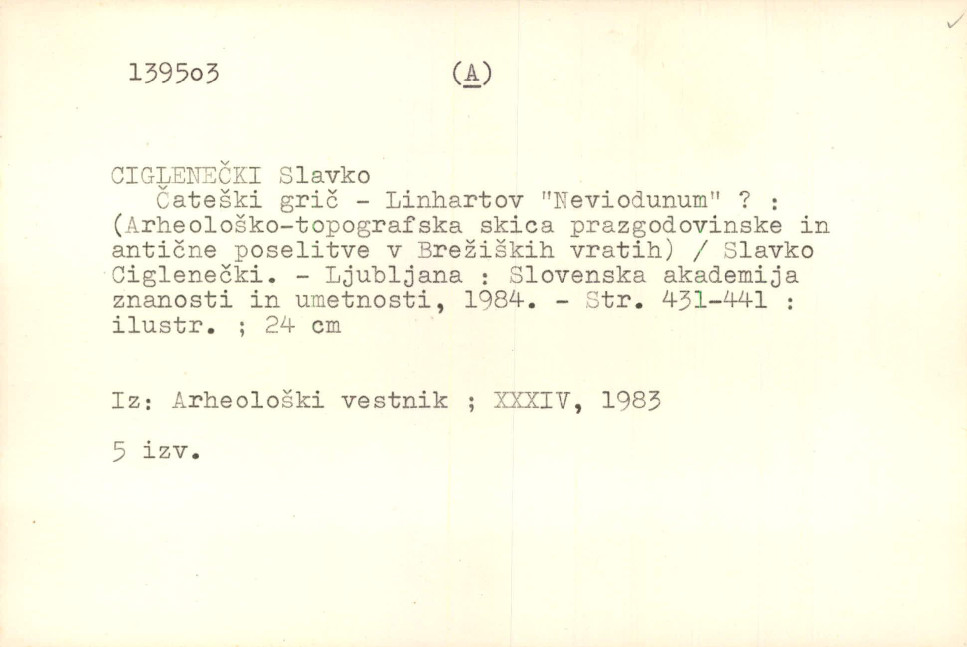 1395o3 (A)
CIGLENEČKI Slavko
Čateški grič - Linhartov "Neviodunum" ? :
(Arheološko-topografska skica prazgodovinske in
antične poselitve v Brežiških vratih) / Slavko
Ciglenečki. - Ljubljana : Slovenska akademija
znanosti in umetnosti, 1984. - Str. 431-441 :
ilustr. ; 24 cm
Iz: Arheološki vestnik ; XXXIV, 1983
5 izv.